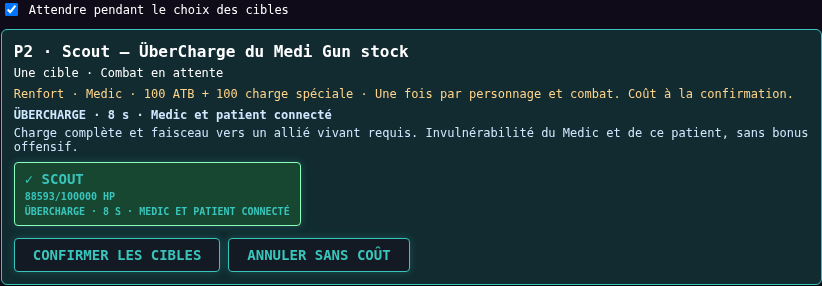 Attendre pendant le choix des cibles
P2 · Scout — ÜberCharge du Medi Gun stock
Une cible · Combat en attente
Renfort · Medic · 100 ATB + 100 charge spéciale · Une fois par personnage et combat. Coût à la confirmation.
ÜBERCHARGE · 8 s · Medic et patient connecté
Charge complète et faisceau vers un allié vivant requis. Invulnérabilité du Medic et de ce patient, sans bonus
offensif.
✓ SCOUT
88593/100000 HP
ÜBERCHARGE · 8 S · MEDIC ET PATIENT CONNECTÉ
CONFIRMER LES CIBLES
ANNULER SANS COÛT